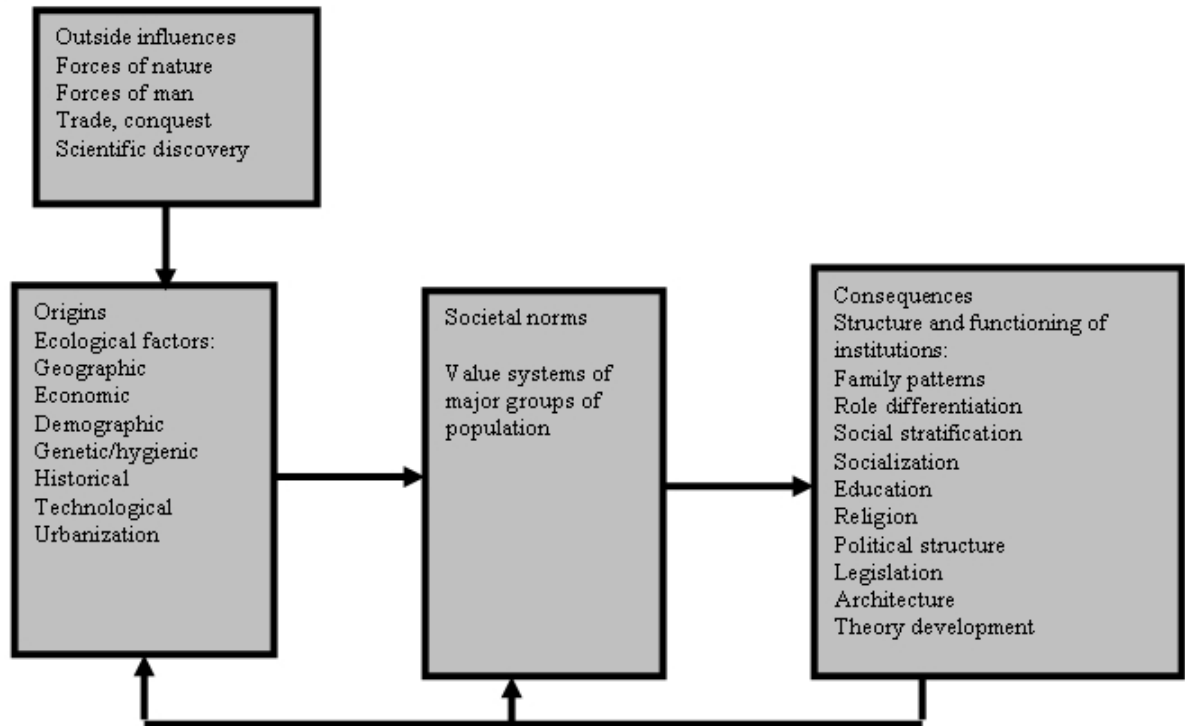 Outside influences
Forces of nature
Forces of man
Trade, conquest
Scientific discovery
Origins
Ecological factors:
Geographic
Economic
Demographic
Genetic/hygienic
Historical
Technological
Urbanization
Societal norms
Value systems of
major groups of
population
Consequences
Structure and functioning of
institutions:
Family patterns
Role differentiation
Social stratification
Socialization
Education
Religion
Political structure
Legislation
Architecture
Theory development